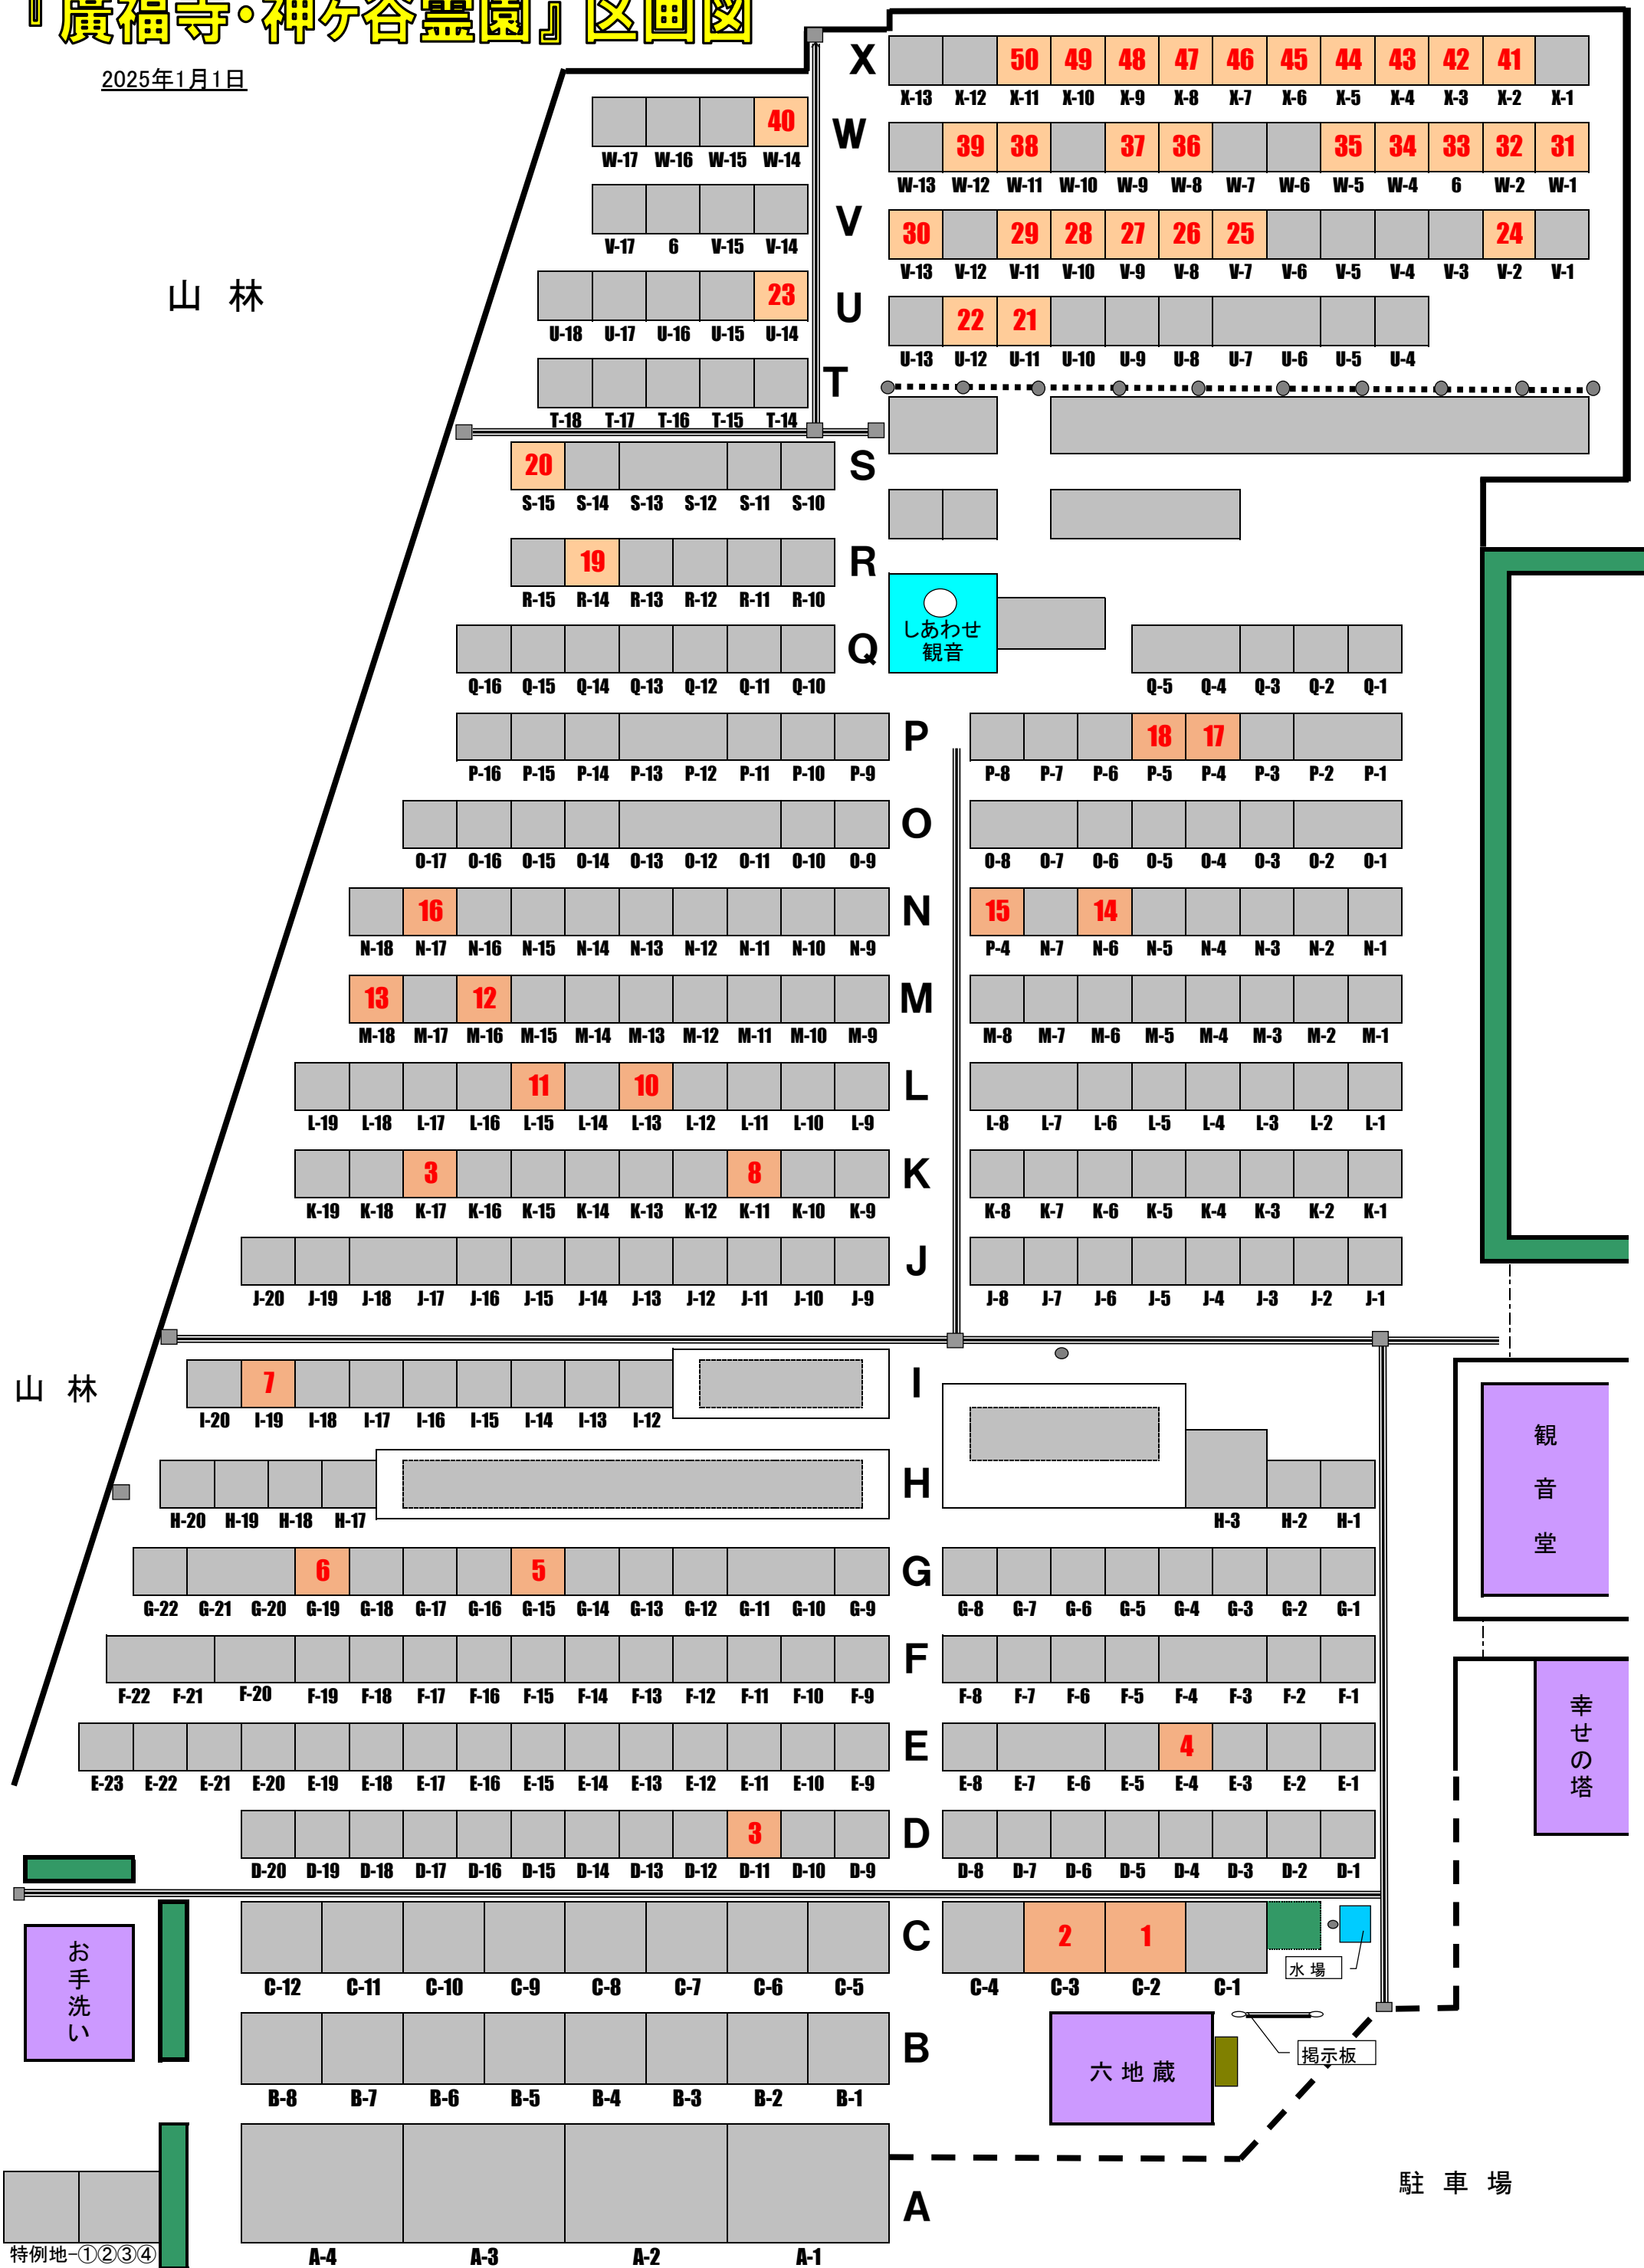 『廣福寺・神ヶ谷霊園』区画図
2025年1月1日
X 50 49 48 47 46 45 44 43 42 41
X-13 X-12 X-11 X-10 X-9 X-8 X-7 X-6 X-5 X-4 X-3 X-2 X-1
40 W 39 38 37 36 35 34 33 32 31
W-17 W-16 W-15 W-14 W-13 W-12 W-11 W-10 W-9 W-8 W-7 W-6 W-5 W-4 6 W-2 W-1
V 30 29 28 27 26 25 24
V-17 6 V-15 V-14 V-13 V-12 V-11 V-10 V-9 V-8 V-7 V-6 V-5 V-4 V-3 V-2 V-1
山 林
23 U 22 21
U-18 U-17 U-16 U-15 U-14 U-13 U-12 U-11 U-10 U-9 U-8 U-7 U-6 U-5 U-4
T
T-18 T-17 T-16 T-15 T-14
20 S
S-15 S-14 S-13 S-12 S-11 S-10
19 R
R-15 R-14 R-13 R-12 R-11 R-10
しあわせ
観音
Q
Q-16 Q-15 Q-14 Q-13 Q-12 Q-11 Q-10 Q-5 Q-4 Q-3 Q-2 Q-1
P 18 17
P-16 P-15 P-14 P-13 P-12 P-11 P-10 P-9 P-8 P-7 P-6 P-5 P-4 P-3 P-2 P-1
O
O-17 O-16 O-15 O-14 O-13 O-12 O-11 O-10 O-9 O-8 O-7 O-6 O-5 O-4 O-3 O-2 O-1
16 N 15 14
N-18 N-17 N-16 N-15 N-14 N-13 N-12 N-11 N-10 N-9 P-4 N-7 N-6 N-5 N-4 N-3 N-2 N-1
13 12 M
M-18 M-17 M-16 M-15 M-14 M-13 M-12 M-11 M-10 M-9 M-8 M-7 M-6 M-5 M-4 M-3 M-2 M-1
11 10 L
L-19 L-18 L-17 L-16 L-15 L-14 L-13 L-12 L-11 L-10 L-9 L-8 L-7 L-6 L-5 L-4 L-3 L-2 L-1
3 8 K
K-19 K-18 K-17 K-16 K-15 K-14 K-13 K-12 K-11 K-10 K-9 K-8 K-7 K-6 K-5 K-4 K-3 K-2 K-1
J
J-20 J-19 J-18 J-17 J-16 J-15 J-14 J-13 J-12 J-11 J-10 J-9 J-8 J-7 J-6 J-5 J-4 J-3 J-2 J-1
山 林
7 I
I-20 I-19 I-18 I-17 I-16 I-15 I-14 I-13 I-12
観音堂
H
H-20 H-19 H-18 H-17 H-3 H-2 H-1
6 5 G
G-22 G-21 G-20 G-19 G-18 G-17 G-16 G-15 G-14 G-13 G-12 G-11 G-10 G-9 G-8 G-7 G-6 G-5 G-4 G-3 G-2 G-1
F
F-22 F-21 F-20 F-19 F-18 F-17 F-16 F-15 F-14 F-13 F-12 F-11 F-10 F-9 F-8 F-7 F-6 F-5 F-4 F-3 F-2 F-1
幸せの塔
E 4
E-23 E-22 E-21 E-20 E-19 E-18 E-17 E-16 E-15 E-14 E-13 E-12 E-11 E-10 E-9 E-8 E-7 E-6 E-5 E-4 E-3 E-2 E-1
3 D
D-20 D-19 D-18 D-17 D-16 D-15 D-14 D-13 D-12 D-11 D-10 D-9 D-8 D-7 D-6 D-5 D-4 D-3 D-2 D-1
C 2 1
水 場
C-12 C-11 C-10 C-9 C-8 C-7 C-6 C-5 C-4 C-3 C-2 C-1
お手洗い
B
掲示板
六 地 蔵
B-8 B-7 B-6 B-5 B-4 B-3 B-2 B-1
駐 車 場
A
特例地-①②③④
A-4 A-3 A-2 A-1